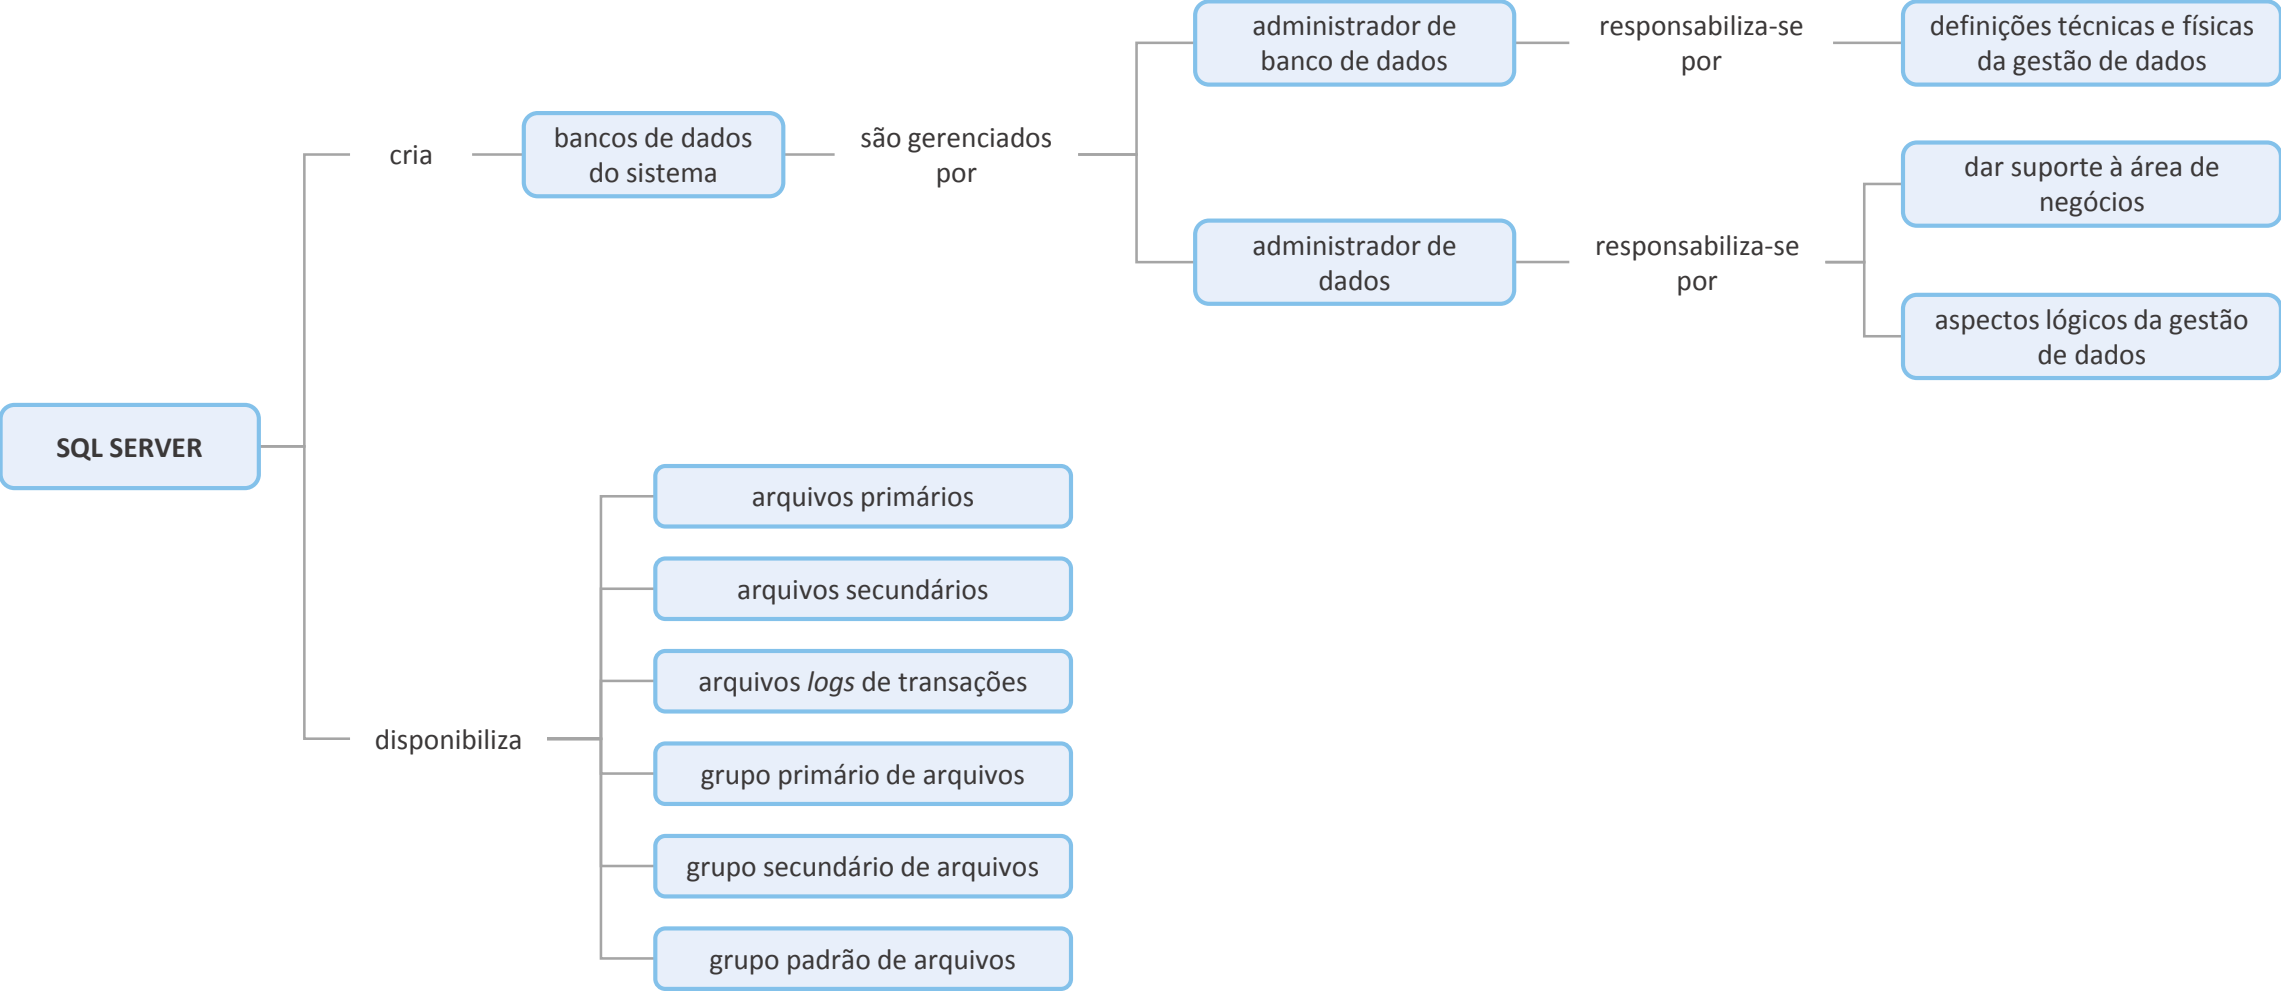 SQL SERVER
cria
bancos de dados
do sistema
são gerenciados
por
administrador de
banco de dados
responsabiliza-se
por
definições técnicas e físicas
da gestão de dados
administrador de
dados
responsabiliza-se
por
dar suporte à área de
negócios
aspectos lógicos da gestão
de dados
disponibiliza
arquivos primários
arquivos secundários
arquivos logs de transações
grupo primário de arquivos
grupo secundário de arquivos
grupo padrão de arquivos